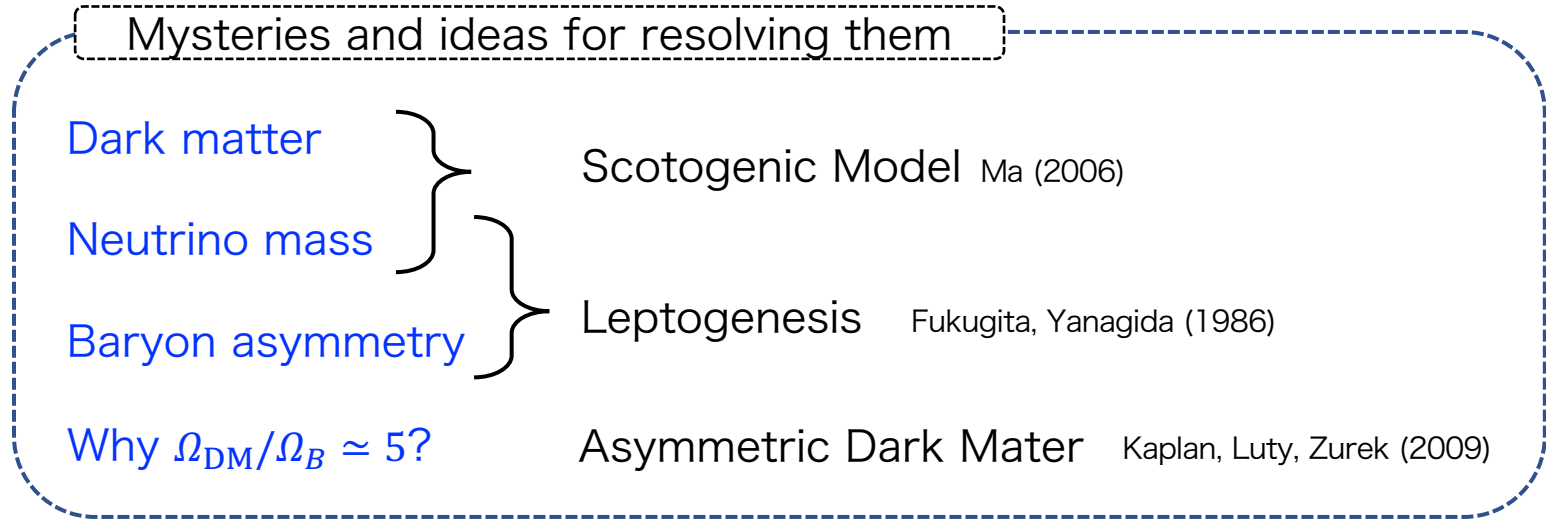 Mysteries and ideas for resolving them
Dark matter
Scotogenic Model Ma (2006)
Neutrino mass
Leptogenesis Fukugita, Yanagida (1986)
Baryon asymmetry
Why Ω_DM/Ω_B ≃ 5? Asymmetric Dark Mater Kaplan, Luty, Zurek (2009)